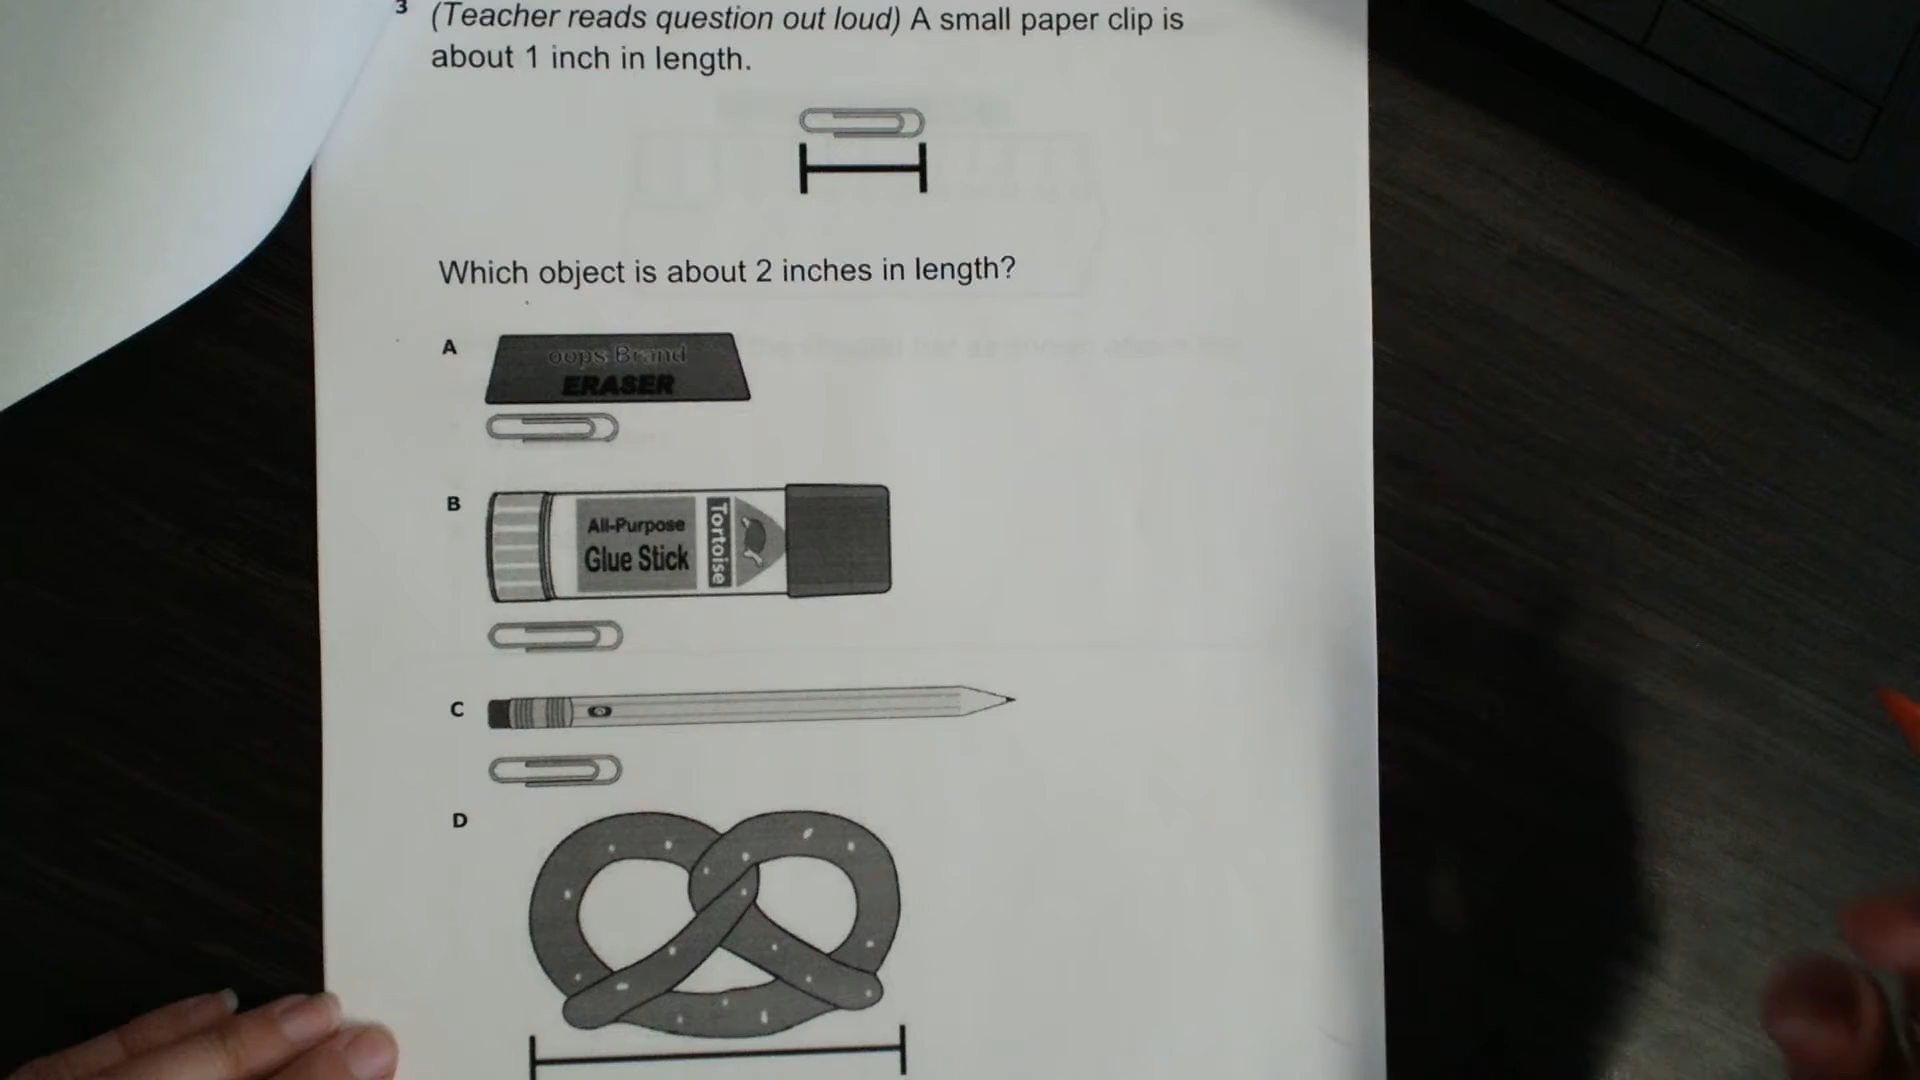 3 (Teacher reads question out loud) A small paper clip is
about 1 inch in length.
Which object is about 2 inches in length?
A
oops Brand
ERASER
B
All-Purpose
Glue Stick
Tortoise
C
D